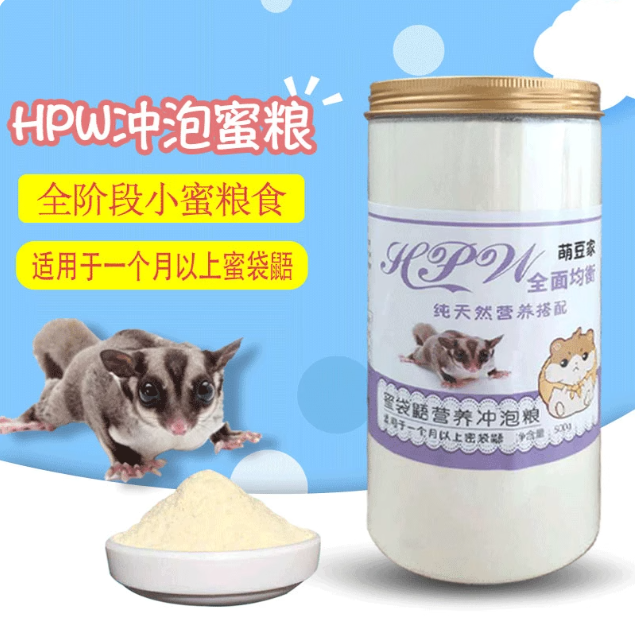 HPW冲泡蜜粮
全阶段小蜜粮食
适用于一个月以上蜜袋鼯
HPW
萌豆家
全面均衡
纯天然营养搭配
蜜袋鼯营养冲泡粮
适用于一个月以上密袋鼯
净含量：500g